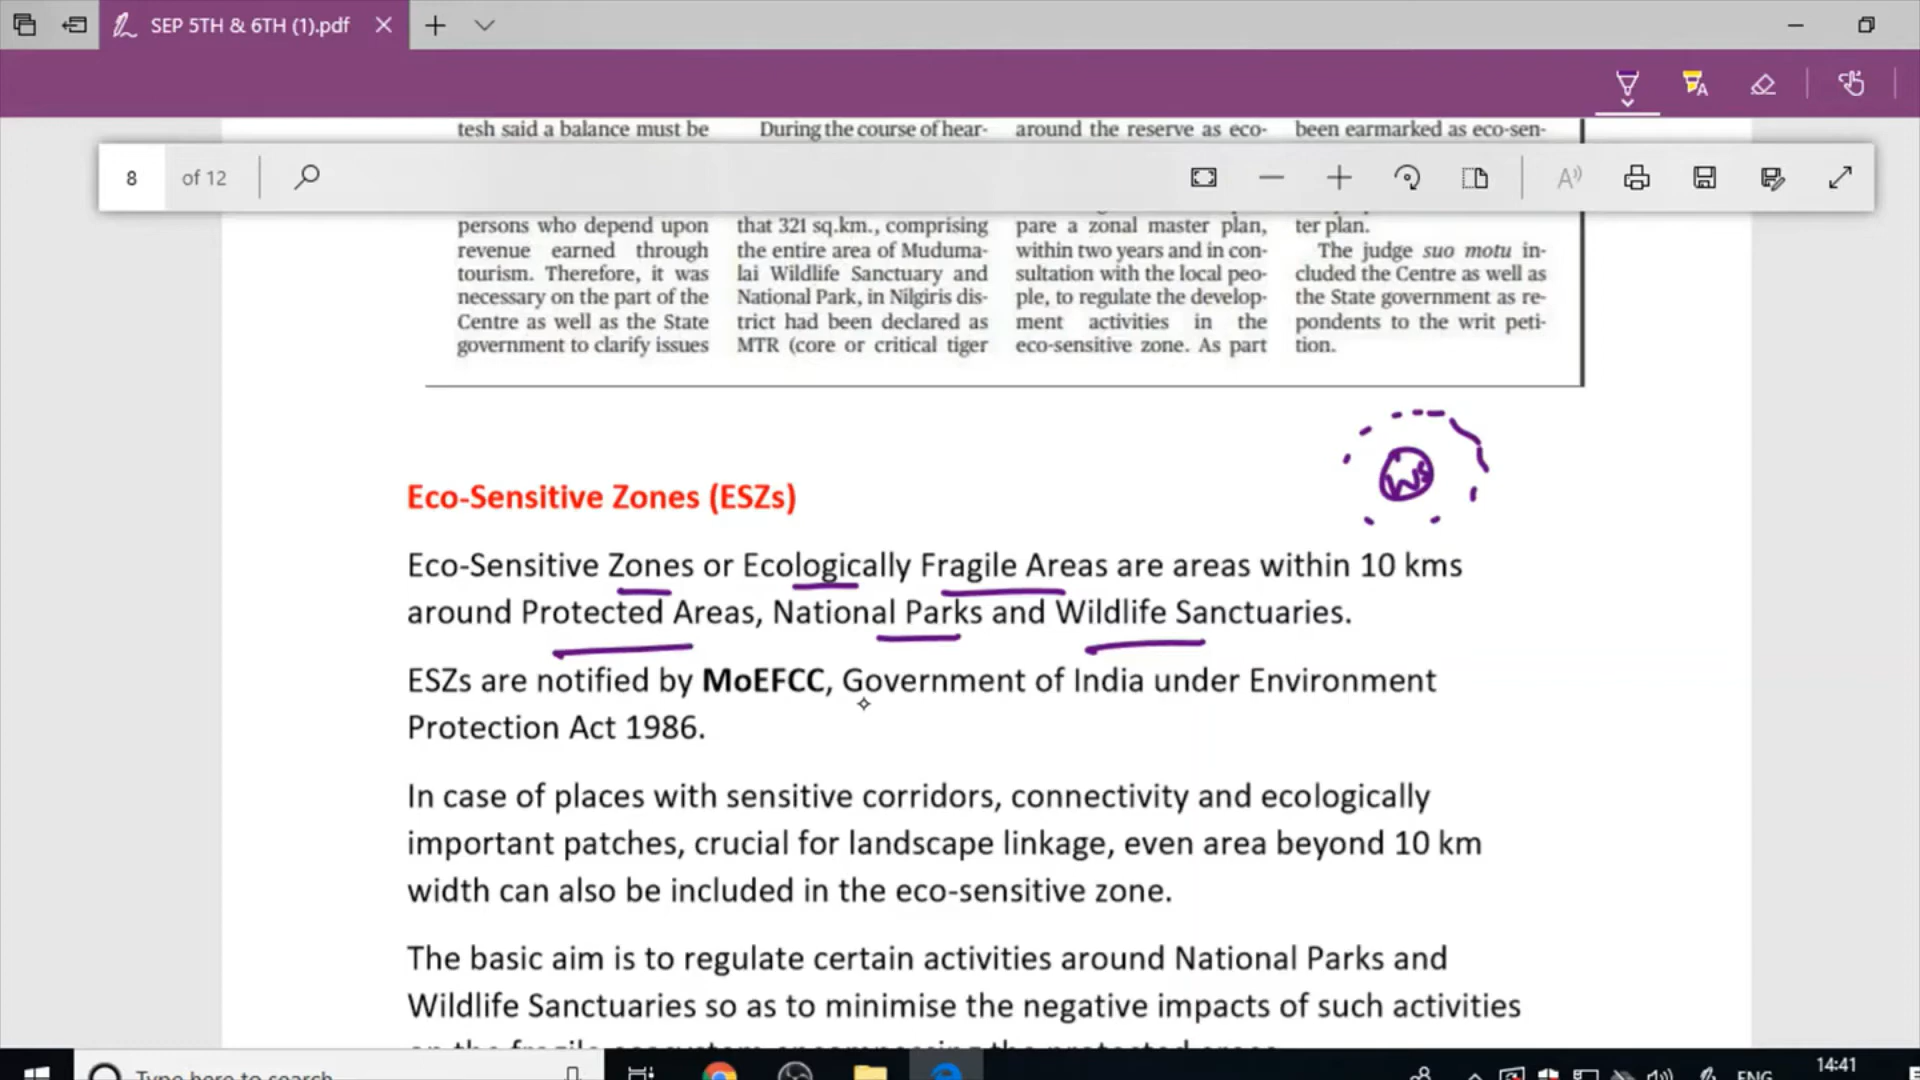 SEP 5TH & 6TH (1).pdf
tesh said a balance must be
During the course of hear-
around the reserve as eco-
been earmarked as eco-sen-
8 of 12
persons who depend upon
revenue earned through
tourism. Therefore, it was
necessary on the part of the
Centre as well as the State
government to clarify issues
that 321 sq.km., comprising
the entire area of Muduma-
lai Wildlife Sanctuary and
National Park, in Nilgiris dis-
trict had been declared as
MTR (core or critical tiger
pare a zonal master plan,
within two years and in con-
sultation with the local peo-
ple, to regulate the develop-
ment activities in the
eco-sensitive zone. As part
ter plan.
The judge suo motu in-
cluded the Centre as well as
the State government as re-
pondents to the writ peti-
tion.
WS
Eco-Sensitive Zones (ESZs)
Eco-Sensitive Zones or Ecologically Fragile Areas are areas within 10 kms
around Protected Areas, National Parks and Wildlife Sanctuaries.
ESZs are notified by MoEFCC, Government of India under Environment
Protection Act 1986.
In case of places with sensitive corridors, connectivity and ecologically
important patches, crucial for landscape linkage, even area beyond 10 km
width can also be included in the eco-sensitive zone.
The basic aim is to regulate certain activities around National Parks and
Wildlife Sanctuaries so as to minimise the negative impacts of such activities
Type here to search
ENG
14:41